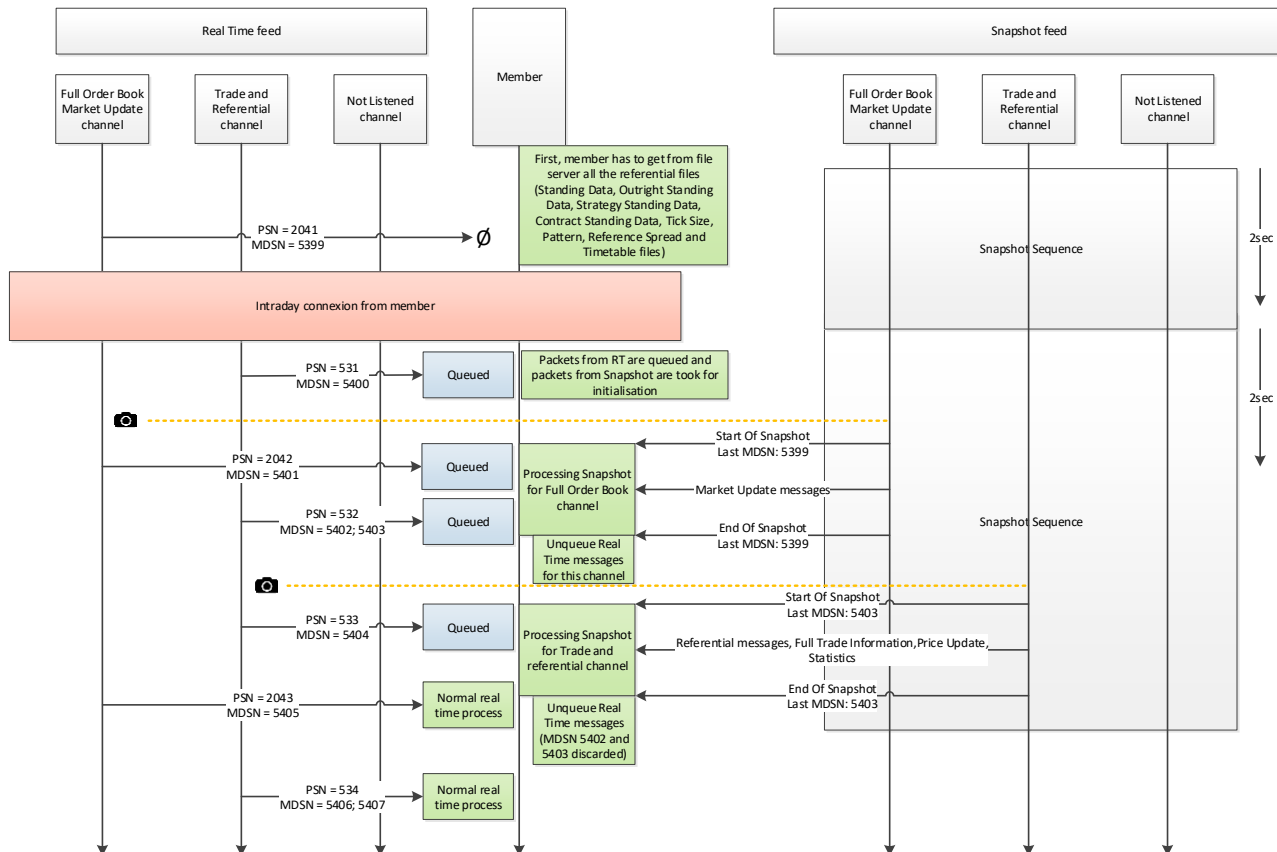 Real Time feed
Member
Snapshot feed
Full Order Book
Market Update
channel
Trade and
Referential
channel
Not Listened
channel
Full Order Book
Market Update
channel
Trade and
Referential
channel
Not Listened
channel
First, member has to get from file
server all the referential files
(Standing Data, Outright Standing
Data, Strategy Standing Data,
Contract Standing Data, Tick Size,
Pattern, Reference Spread and
Timetable files)
PSN = 2041
MDSN = 5399
Ø
Snapshot Sequence
2sec
Intraday connexion from member
PSN = 531
MDSN = 5400
Queued
Packets from RT are queued and
packets from Snapshot are took for
initialisation
2sec
Start Of Snapshot
Last MDSN: 5399
PSN = 2042
MDSN = 5401
Queued
Processing Snapshot
for Full Order Book
channel
Market Update messages
PSN = 532
MDSN = 5402; 5403
Queued
End Of Snapshot
Last MDSN: 5399
Snapshot Sequence
Unqueue Real
Time messages
for this channel
Start Of Snapshot
Last MDSN: 5403
PSN = 533
MDSN = 5404
Queued
Processing Snapshot
for Trade and
referential channel
Referential messages, Full Trade Information,Price Update,
Statistics
End Of Snapshot
Last MDSN: 5403
PSN = 2043
MDSN = 5405
Normal real
time process
Unqueue Real
Time messages
(MDSN 5402 and
5403 discarded)
PSN = 534
MDSN = 5406; 5407
Normal real
time process